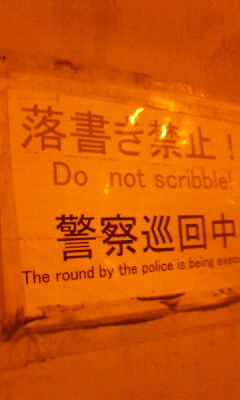 落書き禁止！
Do not scribble!
警察巡回中
The round by the police is being